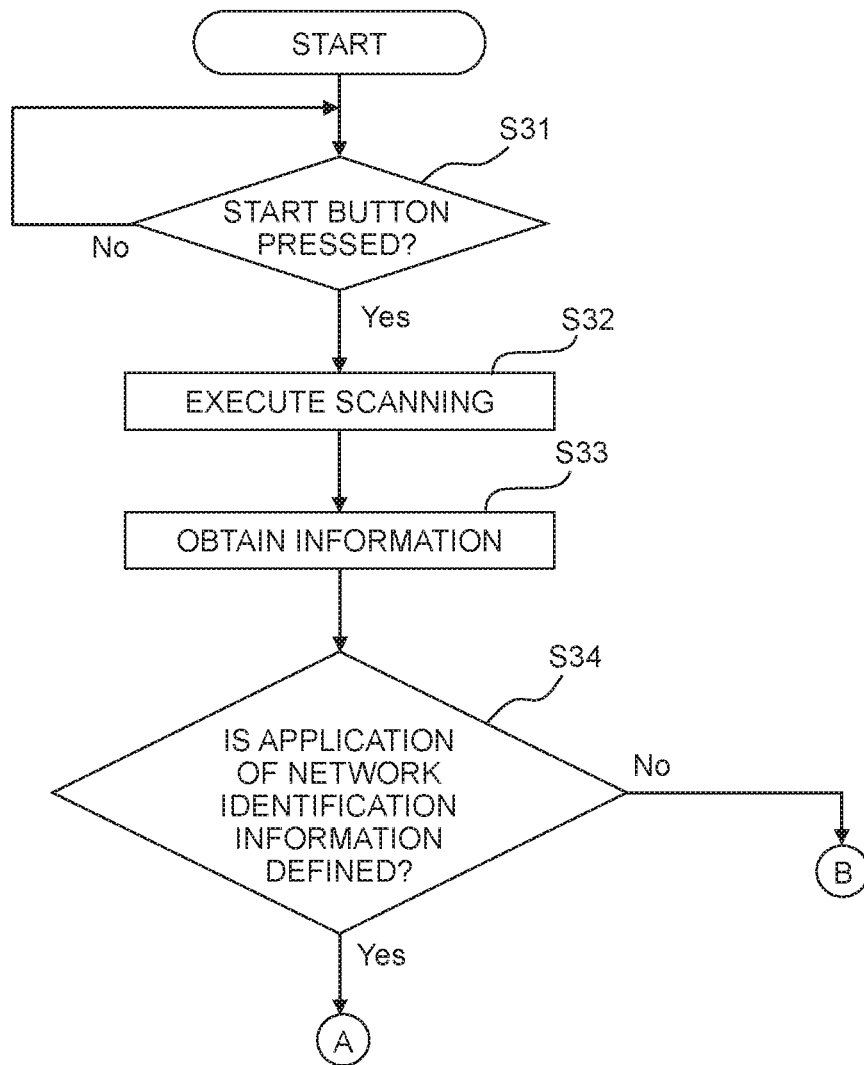 START
S31
START BUTTON
PRESSED?
No
Yes
S32
EXECUTE SCANNING
S33
OBTAIN INFORMATION
S34
IS APPLICATION
OF NETWORK
IDENTIFICATION
INFORMATION
DEFINED?
No
B
Yes
A